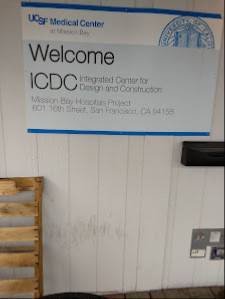 UCSF Medical Center
at Mission Bay
Welcome
ICDC Integrated Center for
Design and Construction
Mission Bay Hospitals Project
601 16th Street, San Francisco, CA 94158